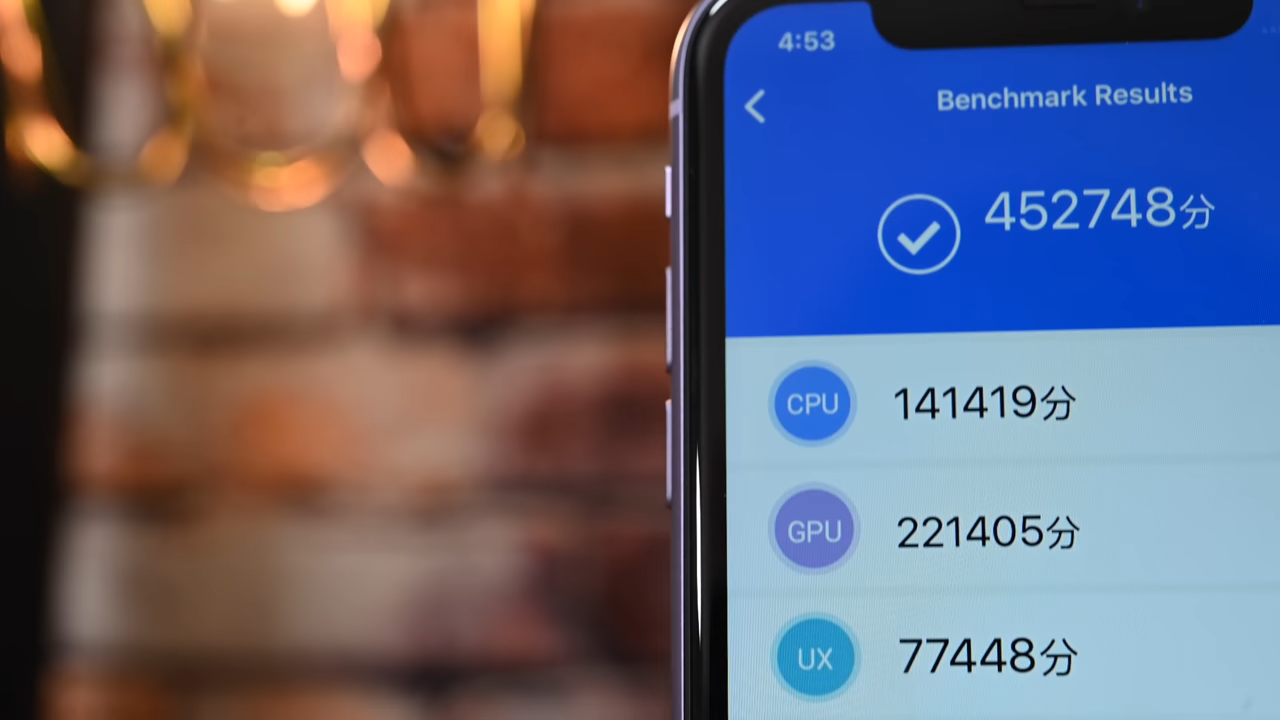 4:53
Benchmark Results
452748分
CPU 141419分
GPU 221405分
UX 77448分